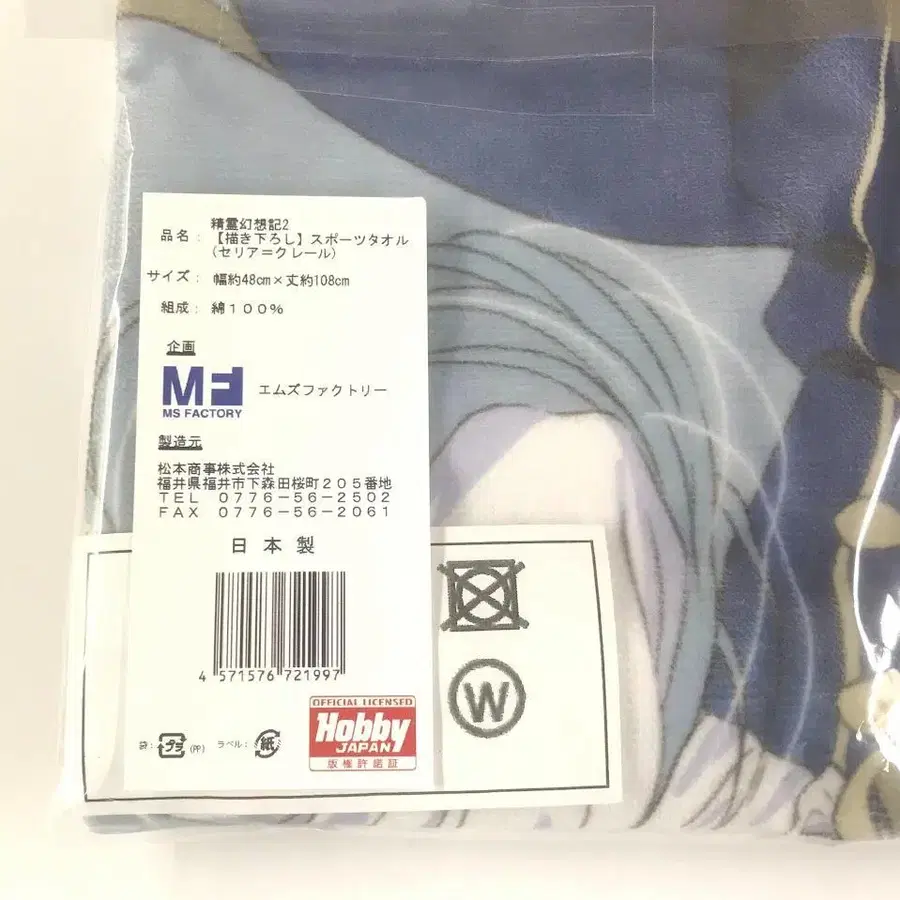 精霊幻想記2
品名：【描き下ろし】スポーツタオル
(セリア＝クレール)
サイズ：幅約48cm×丈約108cm
組成：綿１００％
企画
MF
MS FACTORY
エムズファクトリー
製造元
松本商事株式会社
福井県福井市下森田桜町２０５番地
ＴＥＬ ０７７６－５６－２５０２
ＦＡＸ ０７７６－５６－２０６１
日本製
4 571576 721997
OFFICIAL LICENSED
Hobby
JAPAN
版権許諾証
袋：プラ(PP) ラベル：紙
W